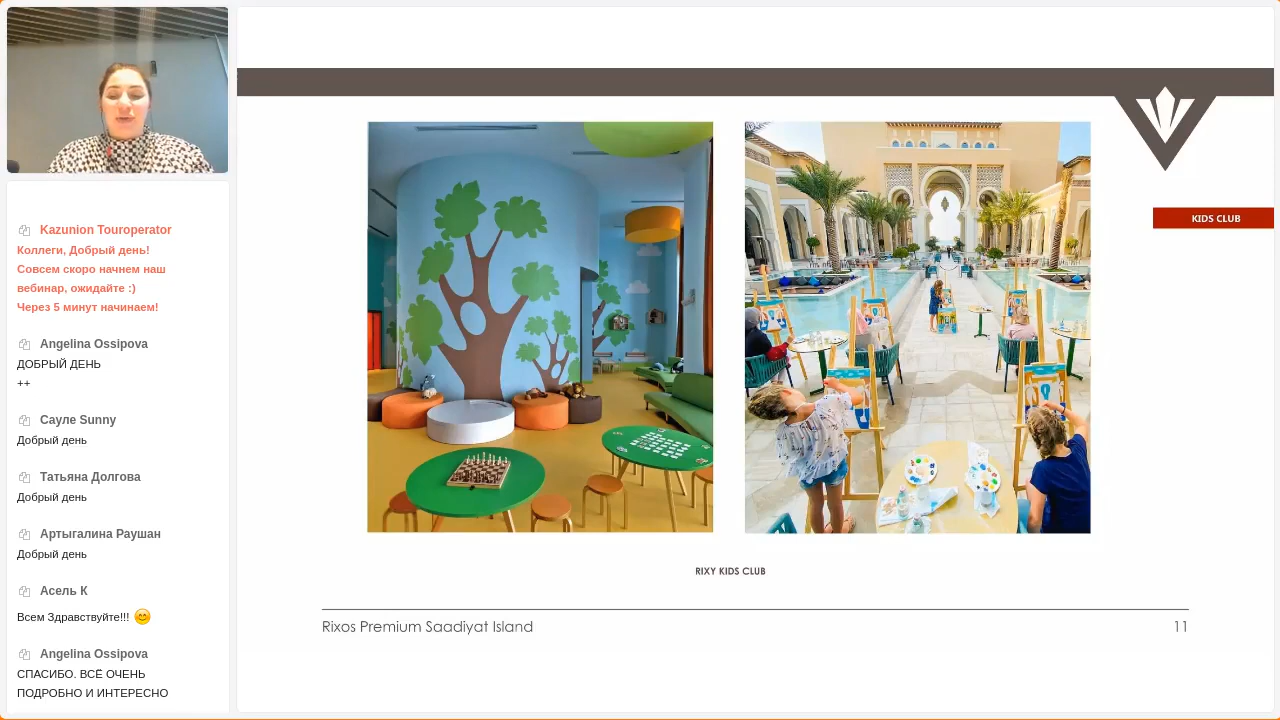 Kazunion Touroperator
Коллеги, Добрый день!
Совсем скоро начнем наш
вебинар, ожидайте :)
Через 5 минут начинаем!
Angelina Ossipova
ДОБРЫЙ ДЕНЬ
++
Сауле Sunny
Добрый день
Татьяна Долгова
Добрый день
Артыгалина Раушан
Добрый день
Асель К
Всем Здравствуйте!!! 😊
Angelina Ossipova
СПАСИБО. ВСЁ ОЧЕНЬ
ПОДРОБНО И ИНТЕРЕСНО
KIDS CLUB
RIXY KIDS CLUB
Rixos Premium Saadiyat Island
11